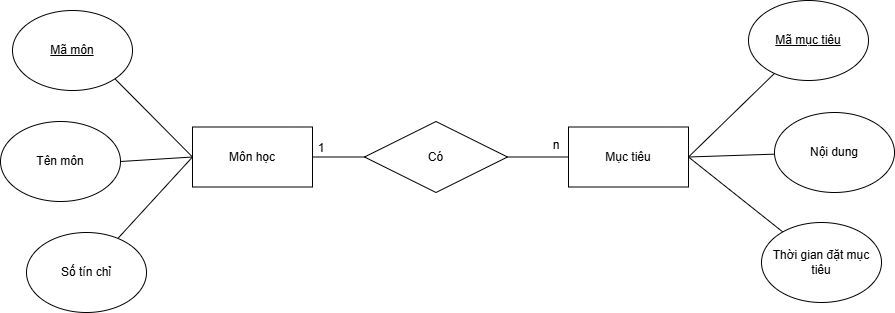 Mã môn
Mã mục tiêu
Môn học
1
Có
n
Mục tiêu
Tên môn
Nội dung
Số tín chỉ
Thời gian đặt mục
tiêu